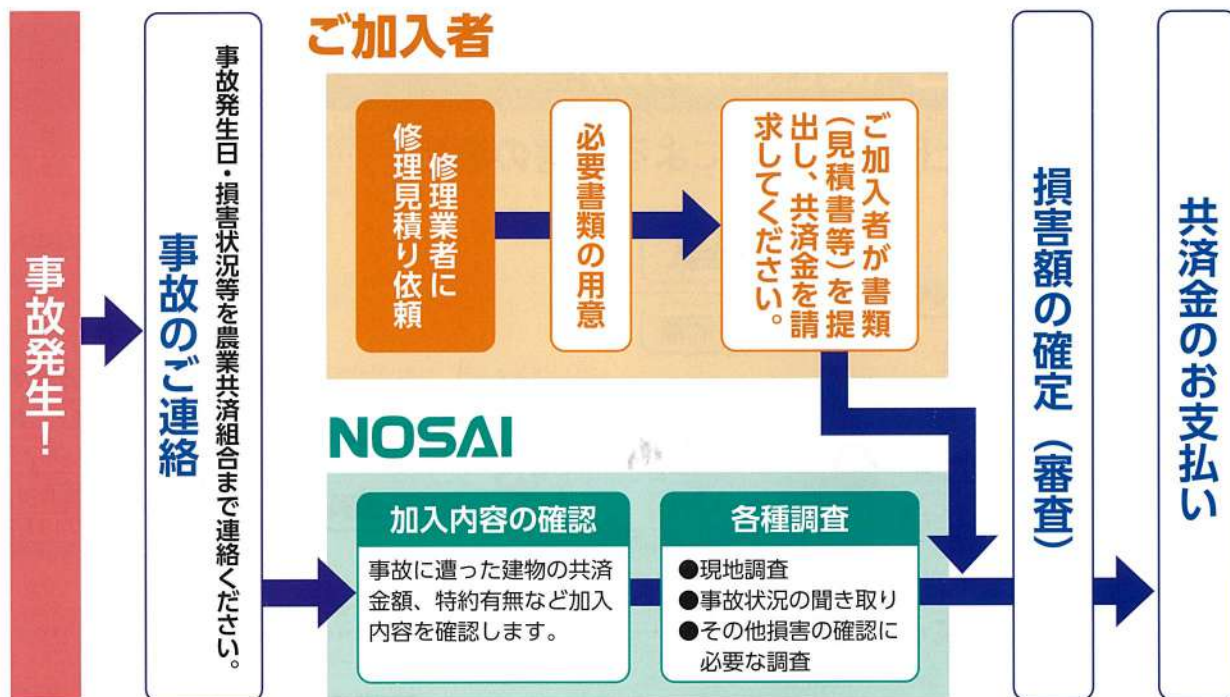 事故発生！
事故のご連絡
事故発生日・損害状況等を農業共済組合まで連絡ください。
ご加入者
修理業者に
修理見積り依頼
必要書類の用意
ご加入者が書類
（見積書等）を提
出し、共済金を請
求してください。
NOSAI
加入内容の確認
事故に遭った建物の共済
金額、特約有無など加入
内容を確認します。
各種調査
●現地調査
●事故状況の聞き取り
●その他損害の確認に
必要な調査
損害額の確定（審査）
共済金のお支払い